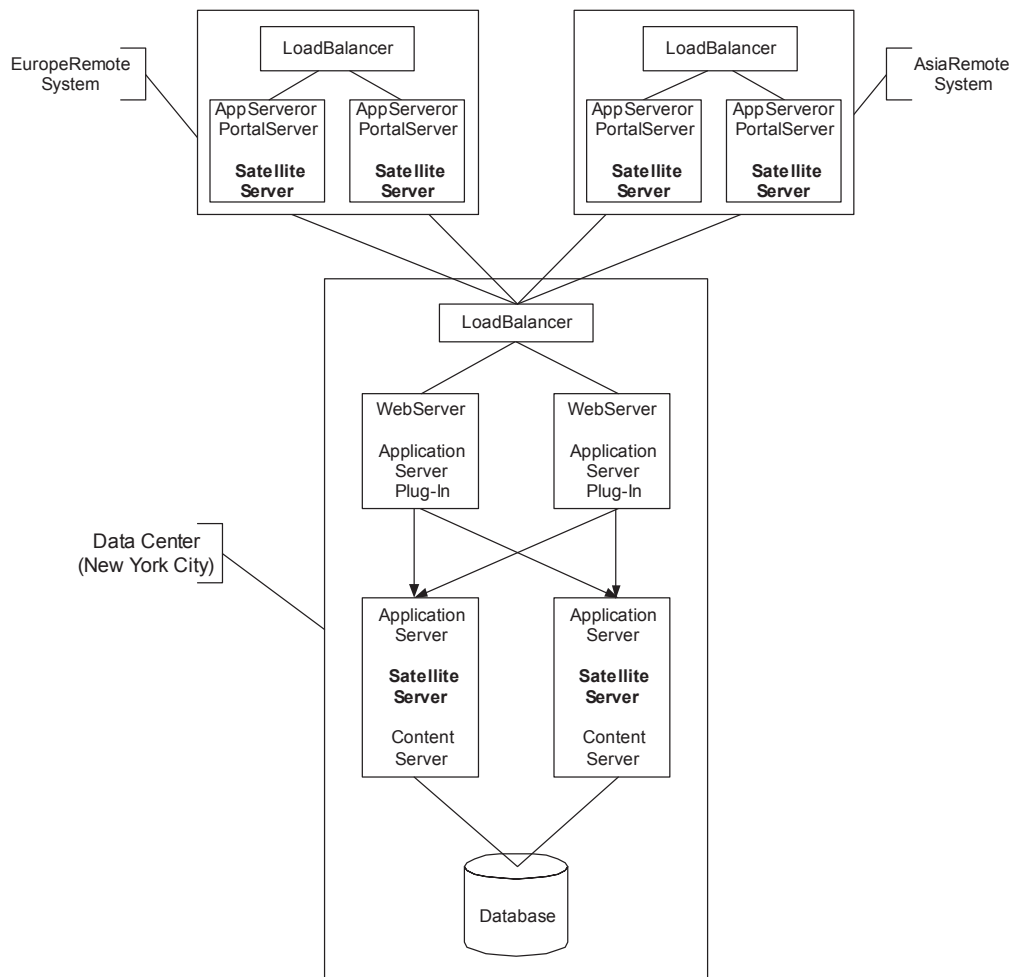 LoadBalancer
LoadBalancer
EuropeRemote
System
AsiaRemote
System
AppServeror
PortalServer
Satellite
Server
AppServeror
PortalServer
Satellite
Server
AppServeror
PortalServer
Satellite
Server
AppServeror
PortalServer
Satellite
Server
LoadBalancer
WebServer
Application
Server
Plug-In
WebServer
Application
Server
Plug-In
Data Center
(New York City)
Application
Server
Satellite
Server
Content
Server
Application
Server
Satellite
Server
Content
Server
Database